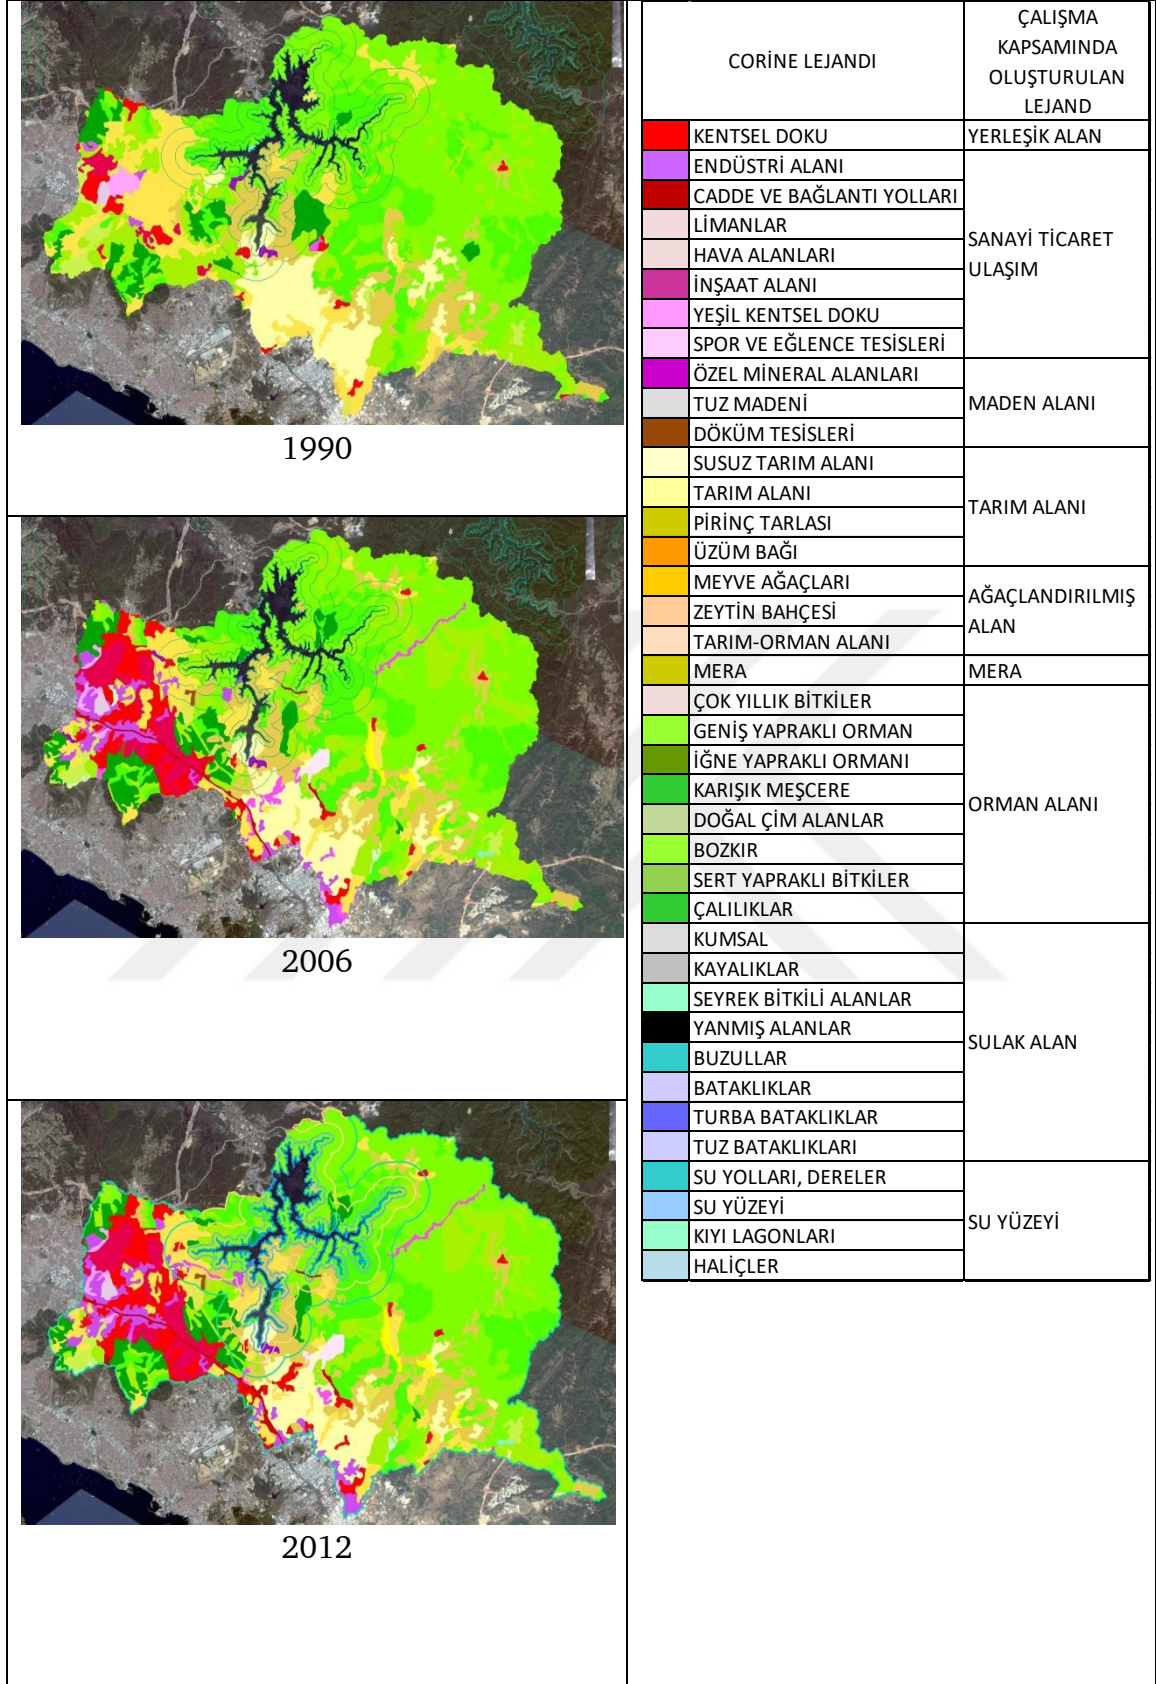 1990
2006
2012
CORİNE LEJANDI
ÇALIŞMA
KAPSAMINDA
OLUŞTURULAN
LEJAND
KENTSEL DOKU
YERLEŞİK ALAN
ENDÜSTRİ ALANI
CADDE VE BAĞLANTI YOLLARI
LİMANLAR
HAVA ALANLARI
İNŞAAT ALANI
YEŞİL KENTSEL DOKU
SPOR VE EĞLENCE TESİSLERİ
SANAYİ TİCARET
ULAŞIM
ÖZEL MİNERAL ALANLARI
TUZ MADENİ
DÖKÜM TESİSLERİ
MADEN ALANI
SUSUZ TARIM ALANI
TARIM ALANI
PİRİNÇ TARLASI
ÜZÜM BAĞI
TARIM ALANI
MEYVE AĞAÇLARI
ZEYTİN BAHÇESİ
TARIM-ORMAN ALANI
AĞAÇLANDIRILMIŞ
ALAN
MERA
MERA
ÇOK YILLIK BİTKİLER
GENİŞ YAPRAKLI ORMAN
İĞNE YAPRAKLI ORMANI
KARIŞIK MEŞCERE
DOĞAL ÇİM ALANLAR
BOZKIR
SERT YAPRAKLI BİTKİLER
ÇALILIKLAR
ORMAN ALANI
KUMSAL
KAYALIKLAR
SEYREK BİTKİLİ ALANLAR
YANMIŞ ALANLAR
BUZULLAR
BATAKLIKLAR
TURBA BATAKLIKLAR
TUZ BATAKLIKLARI
SULAK ALAN
SU YOLLARI, DERELER
SU YÜZEYİ
KIYI LAGONLARI
HALİÇLER
SU YÜZEYİ